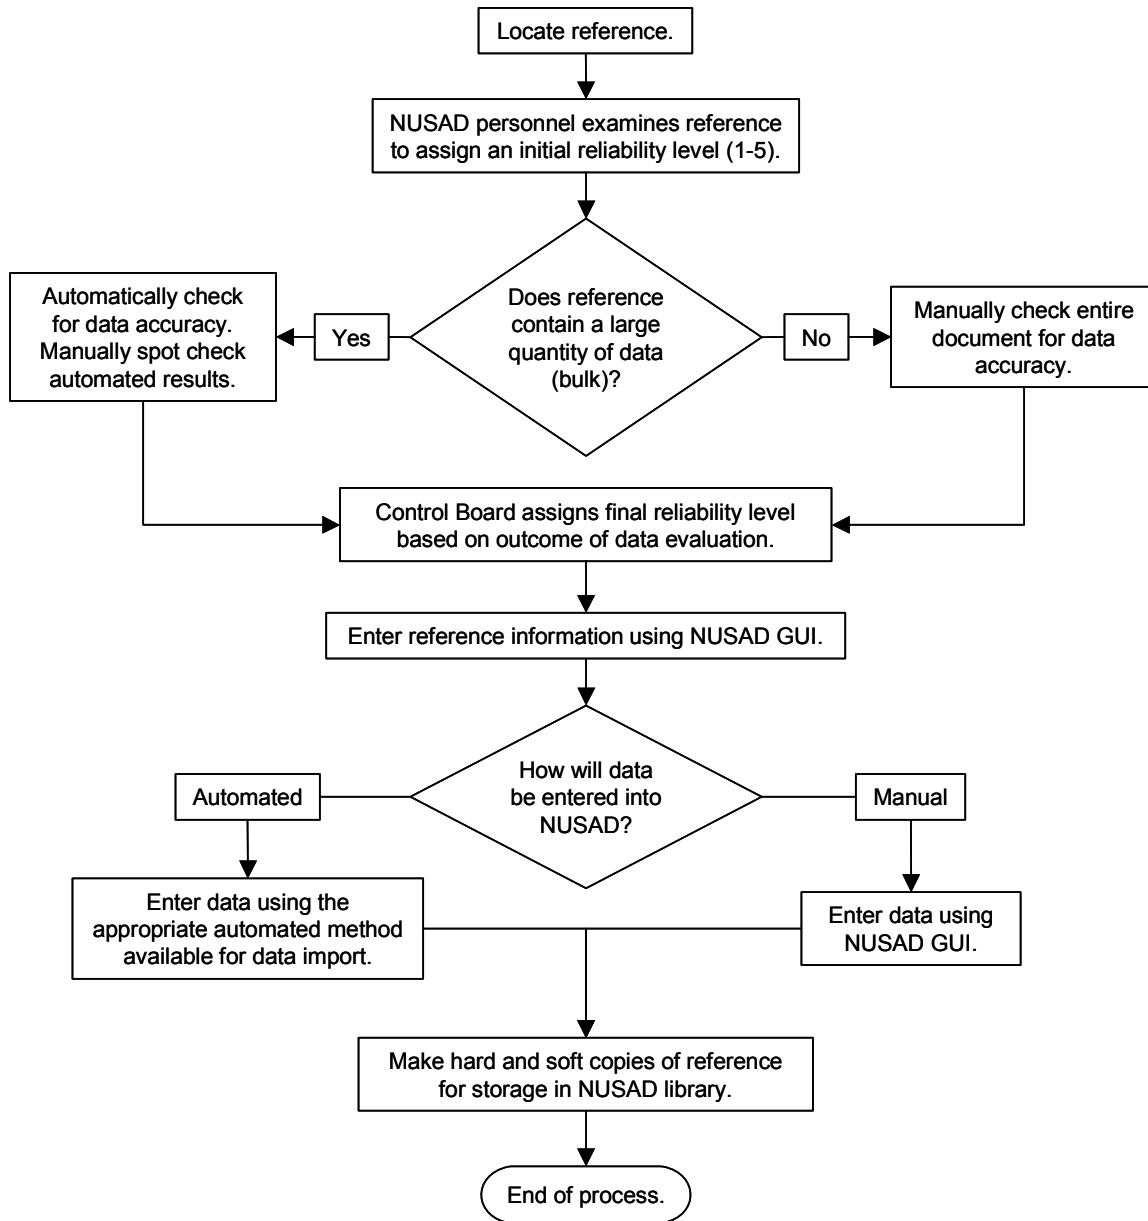 Locate reference.
NUSAD personnel examines reference
to assign an initial reliability level (1-5).
Does reference
contain a large
quantity of data
(bulk)?
Yes
Automatically check
for data accuracy.
Manually spot check
automated results.
No
Manually check entire
document for data
accuracy.
Control Board assigns final reliability level
based on outcome of data evaluation.
Enter reference information using NUSAD GUI.
How will data
be entered into
NUSAD?
Automated
Enter data using the
appropriate automated method
available for data import.
Manual
Enter data using
NUSAD GUI.
Make hard and soft copies of reference
for storage in NUSAD library.
End of process.